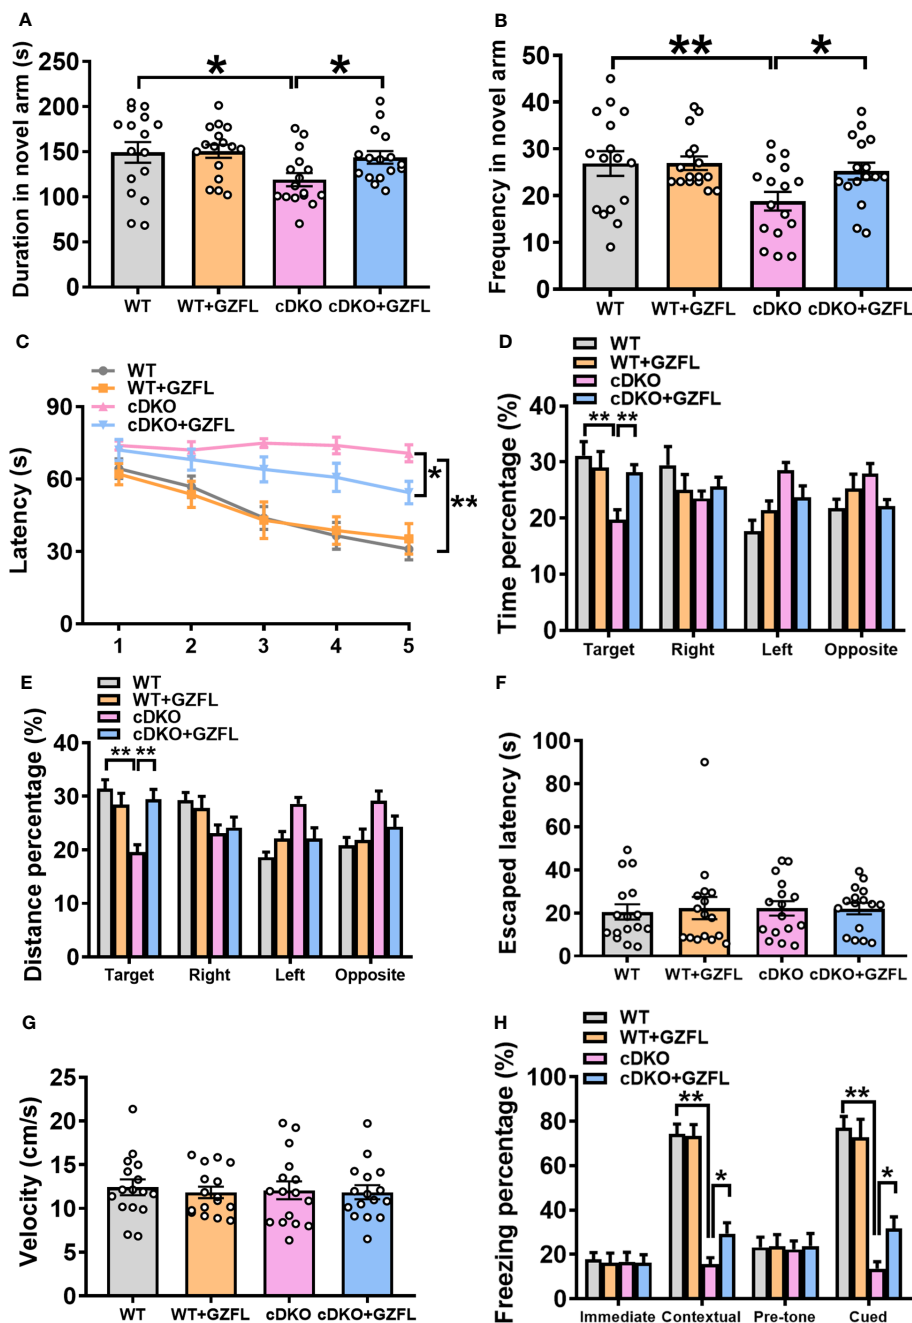 A
Duration in novel arm (s)
250
200
150
100
50
0
*
*
WT
WT+GZFL
cDKO
cDKO+GZFL
B
Frequency in novel arm
50
40
30
20
10
0
**
*
WT
WT+GZFL
cDKO
cDKO+GZFL
C
WT
WT+GZFL
cDKO
cDKO+GZFL
Latency (s)
90
60
30
0
1
2
3
4
5
*
**
D
WT
WT+GZFL
cDKO
cDKO+GZFL
Time percentage (%)
40
30
20
10
0
**
**
Target
Right
Left
Opposite
E
WT
WT+GZFL
cDKO
cDKO+GZFL
Distance percentage (%)
40
30
20
10
0
**
**
Target
Right
Left
Opposite
F
Escaped latency (s)
100
80
60
40
20
0
WT
WT+GZFL
cDKO
cDKO+GZFL
G
Velocity (cm/s)
25
20
15
10
5
0
WT
WT+GZFL
cDKO
cDKO+GZFL
H
WT
WT+GZFL
cDKO
cDKO+GZFL
Freezing percentage (%)
100
80
60
40
20
0
**
*
**
*
Immediate
Contextual
Pre-tone
Cued